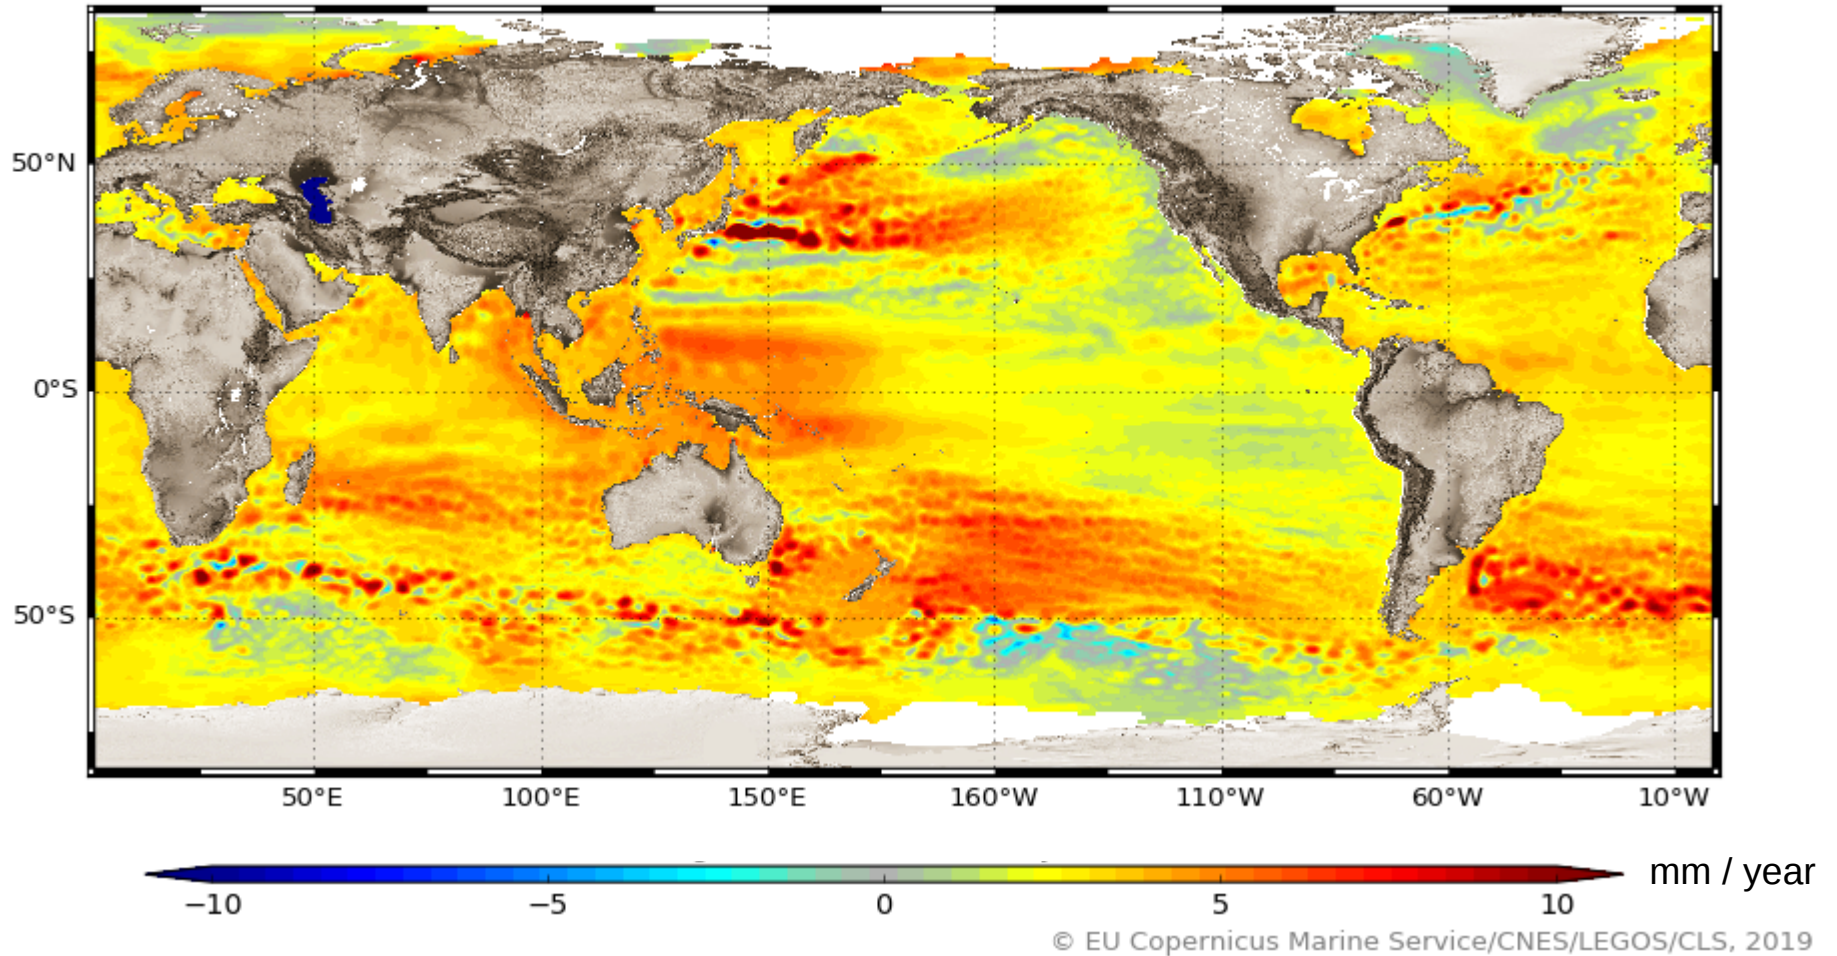 50°N
0°S
50°S
50°E 100°E 150°E 160°W 110°W 60°W 10°W
mm / year
−10 −5 0 5 10
© EU Copernicus Marine Service/CNES/LEGOS/CLS, 2019